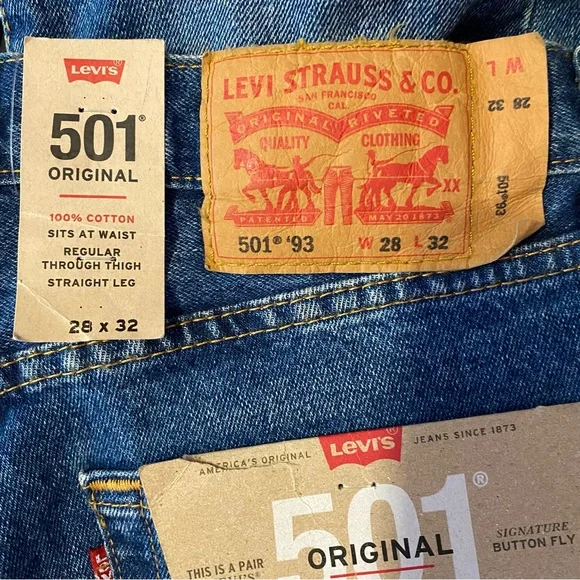 LEVI'S
501®
ORIGINAL
100% COTTON
SITS AT WAIST
REGULAR
THROUGH THIGH
STRAIGHT LEG
28 x 32
LEVI STRAUSS & CO.
SAN FRANCISCO
CAL.
ORIGINAL RIVETED
QUALITY CLOTHING
XX
PATENTED MAY 20 1873
501® '93 W 28 L 32
W L
28 32
501®'93
AMERICA'S ORIGINAL LEVI'S JEANS SINCE 1873
501®
ORIGINAL
THIS IS A PAIR
SIGNATURE
BUTTON FLY